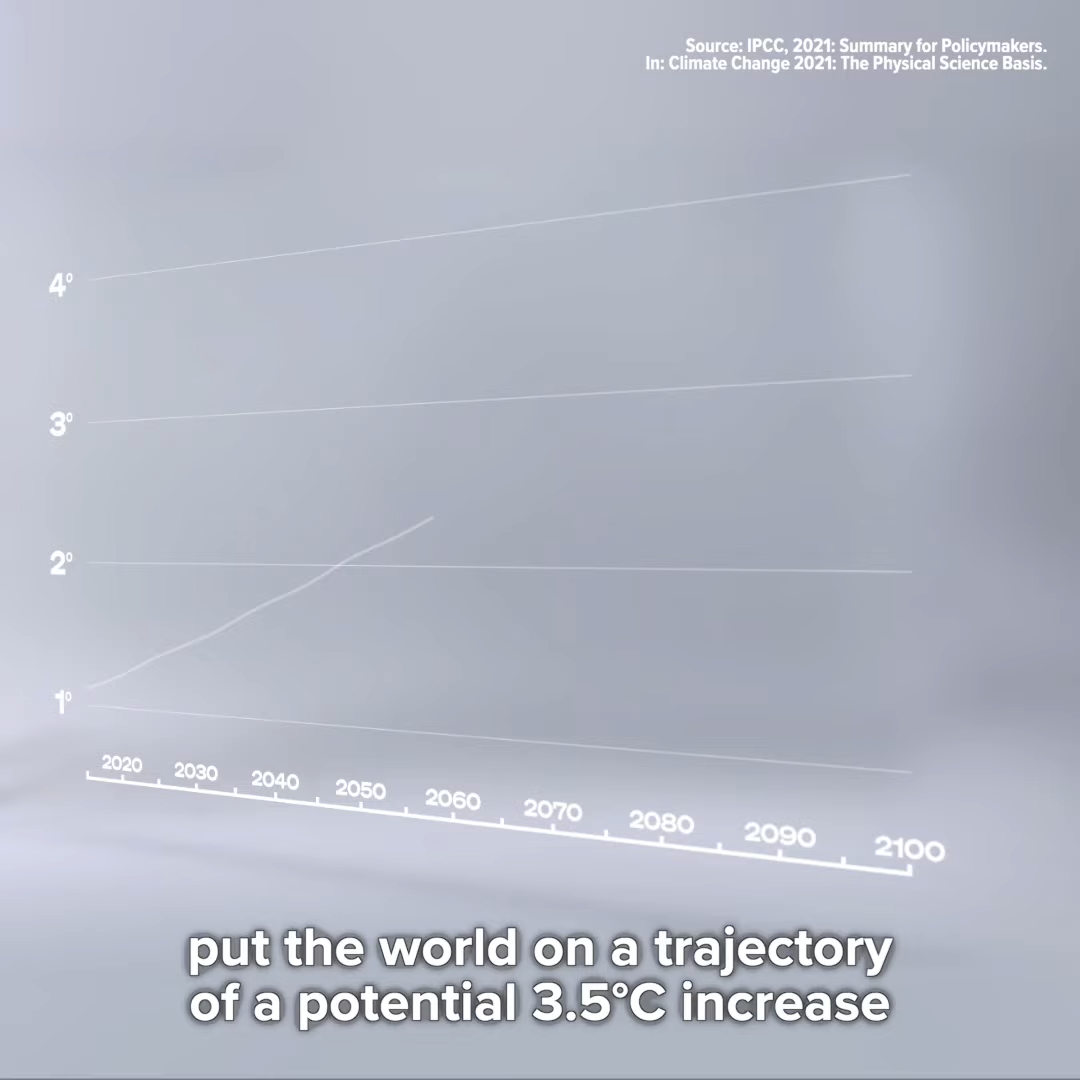 Source: IPCC, 2021: Summary for Policymakers.
In: Climate Change 2021: The Physical Science Basis.
4°
3°
2°
1°
2020 2030 2040 2050 2060 2070 2080 2090 2100
put the world on a trajectory
of a potential 3.5°C increase